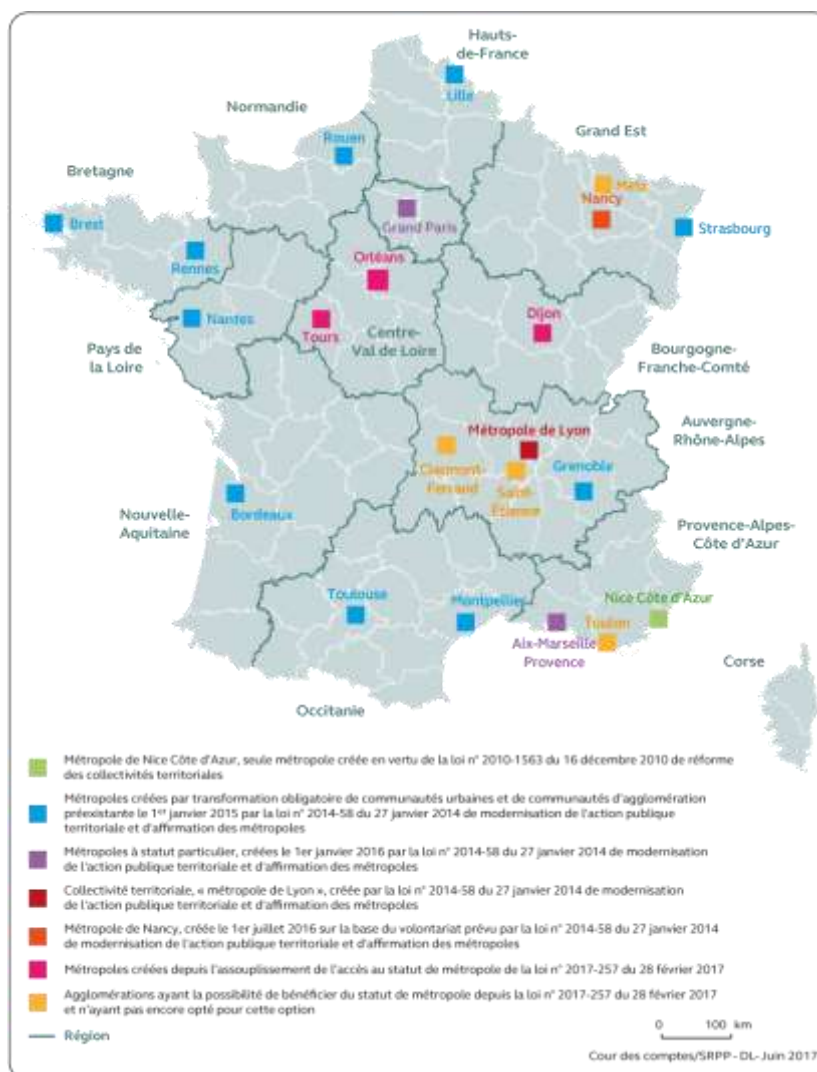 Hauts-
de-France
Lille
Normandie
Rouen
Grand Est
Bretagne
Metz
Nancy
Grand Paris
Brest
Strasbourg
Rennes
Orléans
Nantes
Tours
Dijon
Centre-
Val de Loire
Pays de
la Loire
Bourgogne-
Franche-Comté
Auvergne-
Rhône-Alpes
Métropole de Lyon
Clermont-
Ferrand
Saint-
Etienne
Grenoble
Bordeaux
Nouvelle-
Aquitaine
Provence-Alpes-
Côte d'Azur
Toulouse
Montpellier
Nice Côte d'Azur
Toulon
Aix-Marseille
Provence
Corse
Occitanie
Métropole de Nice Côte d'Azur, seule métropole créée en vertu de la loi n° 2010-1563 du 16 décembre 2010 de réforme
des collectivités territoriales
Métropoles créées par transformation obligatoire de communautés urbaines et de communautés d'agglomération
préexistante le 1er janvier 2015 par la loi n° 2014-58 du 27 janvier 2014 de modernisation de l'action publique
territoriale et d'affirmation des métropoles
Métropoles à statut particulier, créées le 1er janvier 2016 par la loi n° 2014-58 du 27 janvier 2014 de modernisation
de l'action publique territoriale et d'affirmation des métropoles
Collectivité territoriale, « métropole de Lyon », créée par la loi n° 2014-58 du 27 janvier 2014 de modernisation
de l'action publique territoriale et d'affirmation des métropoles
Métropole de Nancy, créée le 1er juillet 2016 sur la base du volontariat prévu par la loi n° 2014-58 du 27 janvier 2014
de modernisation de l'action publique territoriale et d'affirmation des métropoles
Métropoles créées depuis l'assouplissement de l'accès au statut de métropole de la loi n° 2017-257 du 28 février 2017
Agglomérations ayant la possibilité de bénéficier du statut de métropole depuis la loi n° 2017-257 du 28 février 2017
et n'ayant pas encore opté pour cette option
Région
0 100 km
Cour des comptes/SRPP - DL- Juin 2017